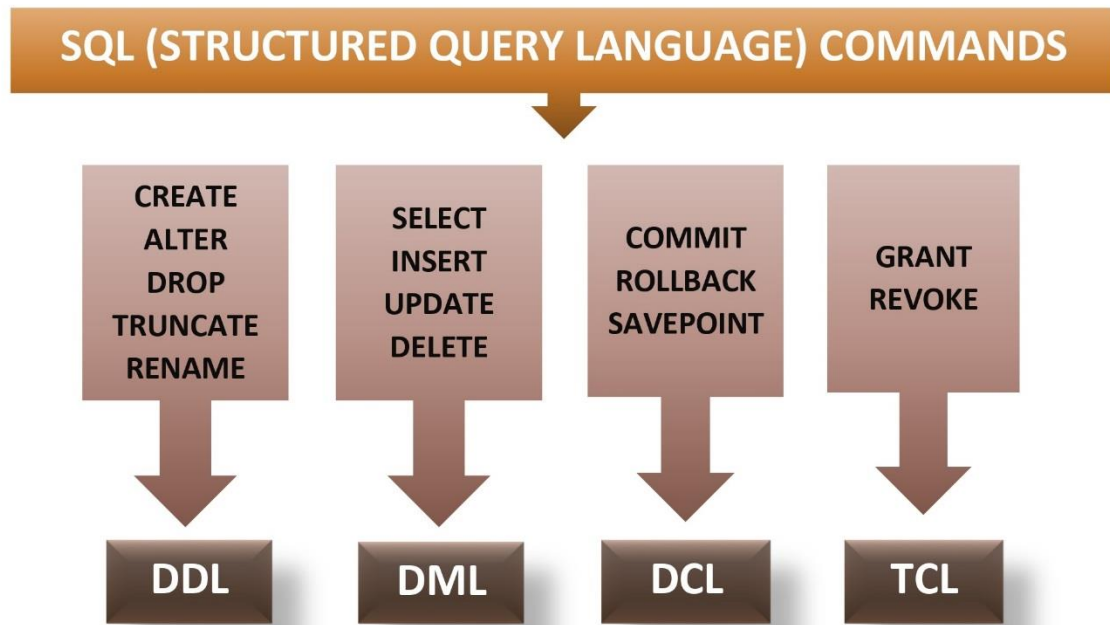 SQL (STRUCTURED QUERY LANGUAGE) COMMANDS
CREATE
ALTER
DROP
TRUNCATE
RENAME
SELECT
INSERT
UPDATE
DELETE
COMMIT
ROLLBACK
SAVEPOINT
GRANT
REVOKE
DDL
DML
DCL
TCL